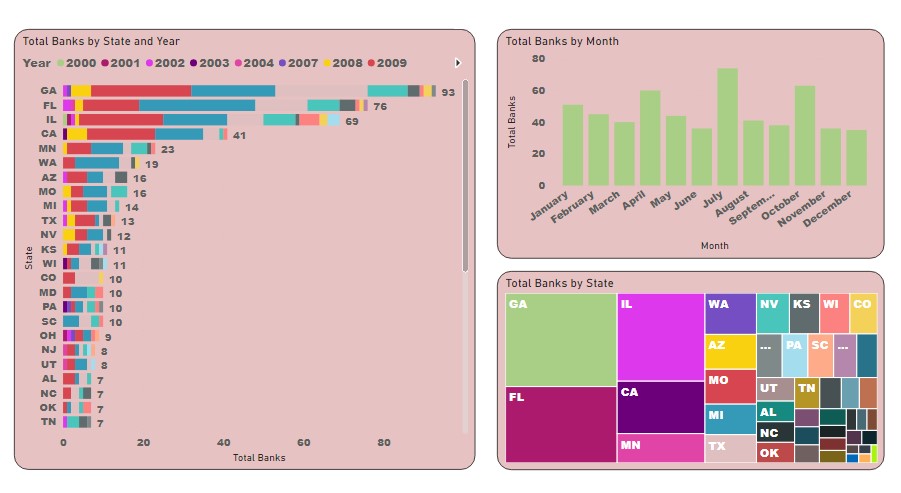 Total Banks by State and Year
Year 2000 2001 2002 2003 2004 2007 2008 2009
GA 93
FL 76
IL 69
CA 41
MN 23
WA 19
AZ 16
MO 16
MI 14
TX 13
NV 12
KS 11
WI 11
CO 10
MD 10
PA 10
SC 10
OH 9
NJ 8
UT 8
AL 7
NC 7
OK 7
TN 7
State
0 20 40 60 80
Total Banks
Total Banks by Month
80
60
40
20
0
Total Banks
January February March April May June July August Septem... October November December
Month
Total Banks by State
GA IL WA NV KS WI CO
AZ ... PA SC ...
MO UT TN
FL CA MI AL
NC
MN TX OK